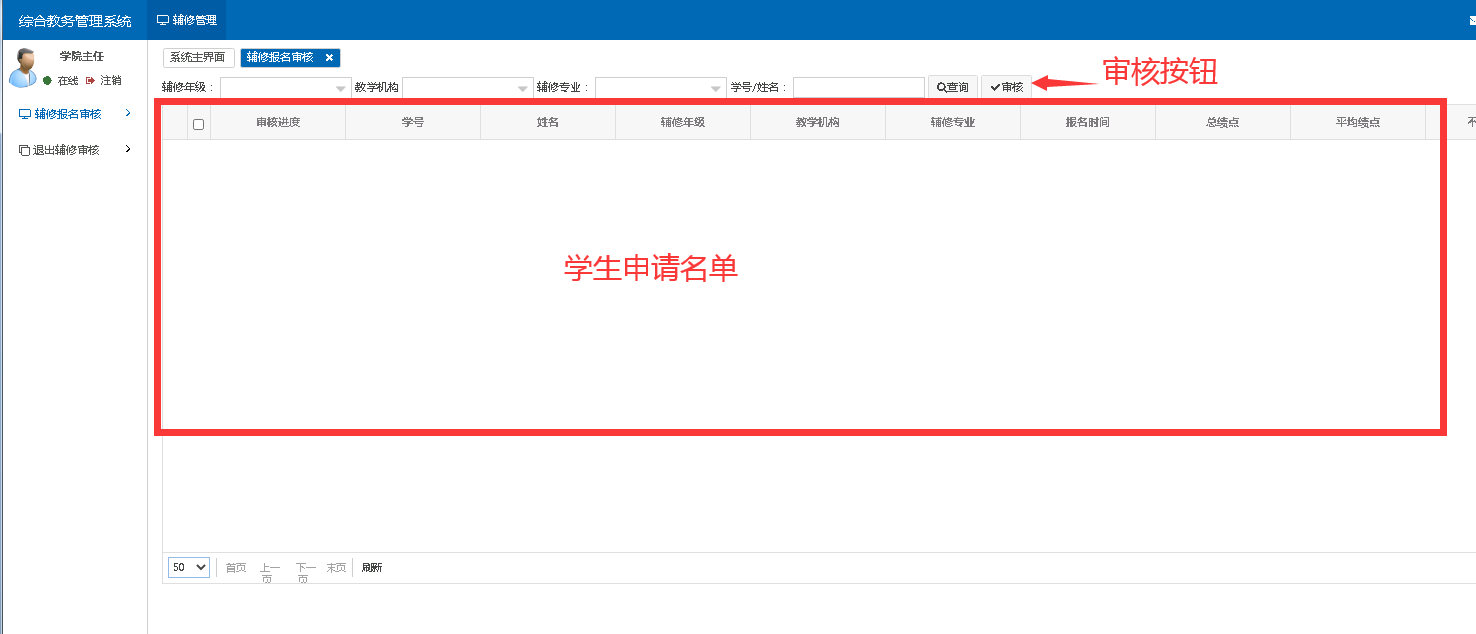 综合教务管理系统 辅修管理
学院主任
在线 注销
辅修报名审核
退出辅修审核
系统主界面 辅修报名审核
辅修年级： 教学机构 辅修专业： 学号/姓名： 查询 审核
审核按钮
审核进度 学号 姓名 辅修年级 教学机构 辅修专业 报名时间 总绩点 平均绩点 不
学生申请名单
50 首页 上一页 下一页 末页 刷新